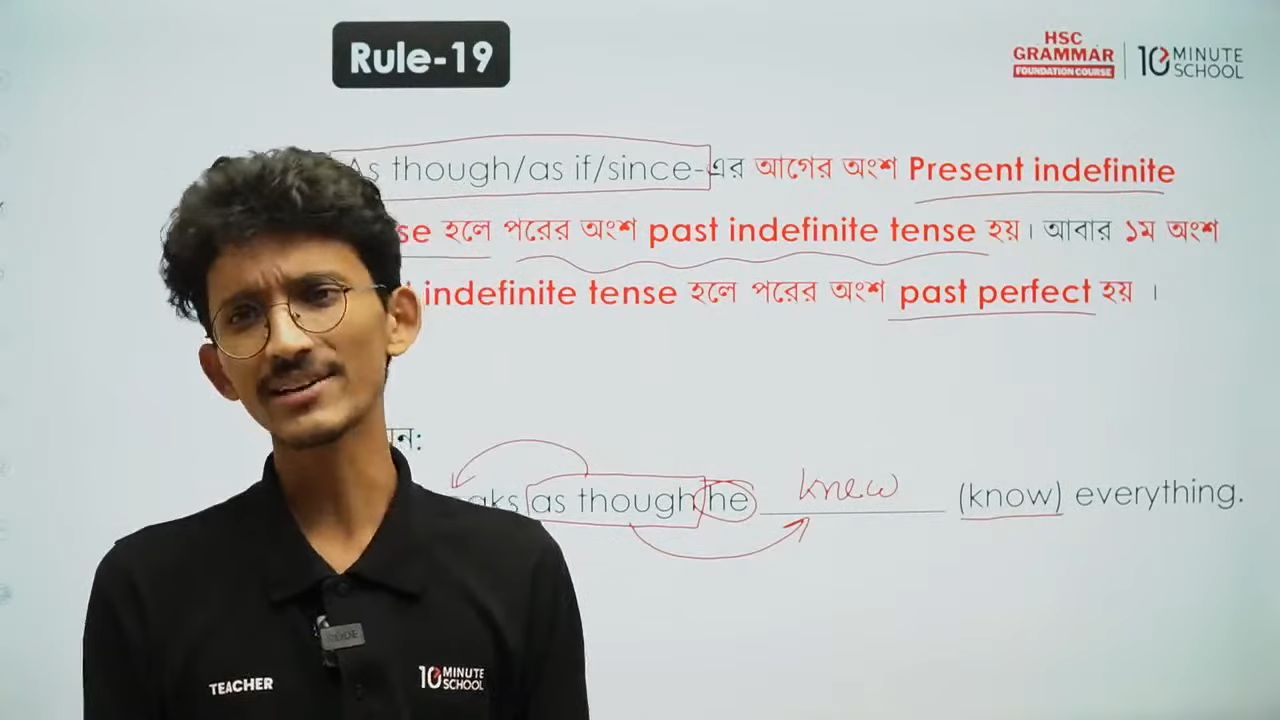 Rule-19
HSC
GRAMMAR
FOUNDATION COURSE
10 MINUTE
SCHOOL
As though/as if/since-এর আগের অংশ Present indefinite
se হলে পরের অংশ past indefinite tense হয়। আবার ১ম অংশ
indefinite tense হলে পরের অংশ past perfect হয় ।
as though he knew (know) everything.
TEACHER
10 MINUTE
SCHOOL